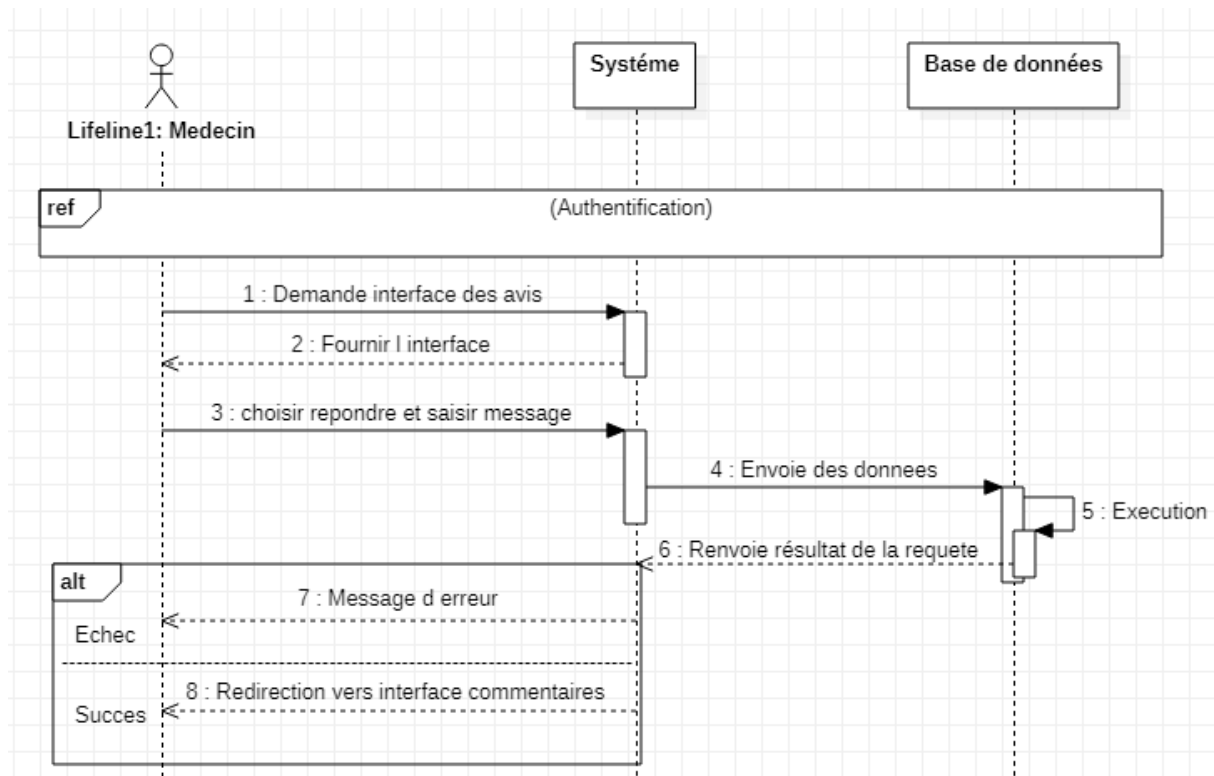 Systéme
Base de données
Lifeline1: Medecin
ref
(Authentification)
1 : Demande interface des avis
2 : Fournir l interface
3 : choisir repondre et saisir message
4 : Envoie des donnees
5 : Execution
6 : Renvoie résultat de la requete
alt
7 : Message d erreur
Echec
8 : Redirection vers interface commentaires
Succes